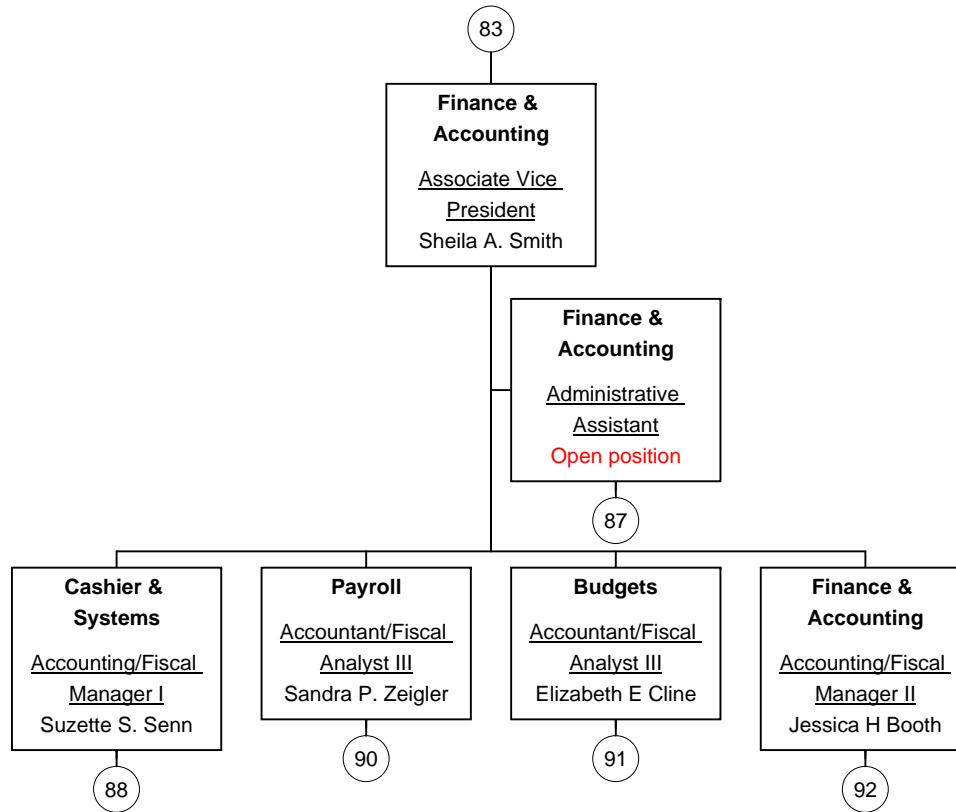 83
Finance &
Accounting
Associate Vice
President
Sheila A. Smith
Finance &
Accounting
Administrative
Assistant
Open position
87
Cashier &
Systems
Accounting/Fiscal
Manager I
Suzette S. Senn
88
Payroll
Accountant/Fiscal
Analyst III
Sandra P. Zeigler
90
Budgets
Accountant/Fiscal
Analyst III
Elizabeth E Cline
91
Finance &
Accounting
Accounting/Fiscal
Manager II
Jessica H Booth
92